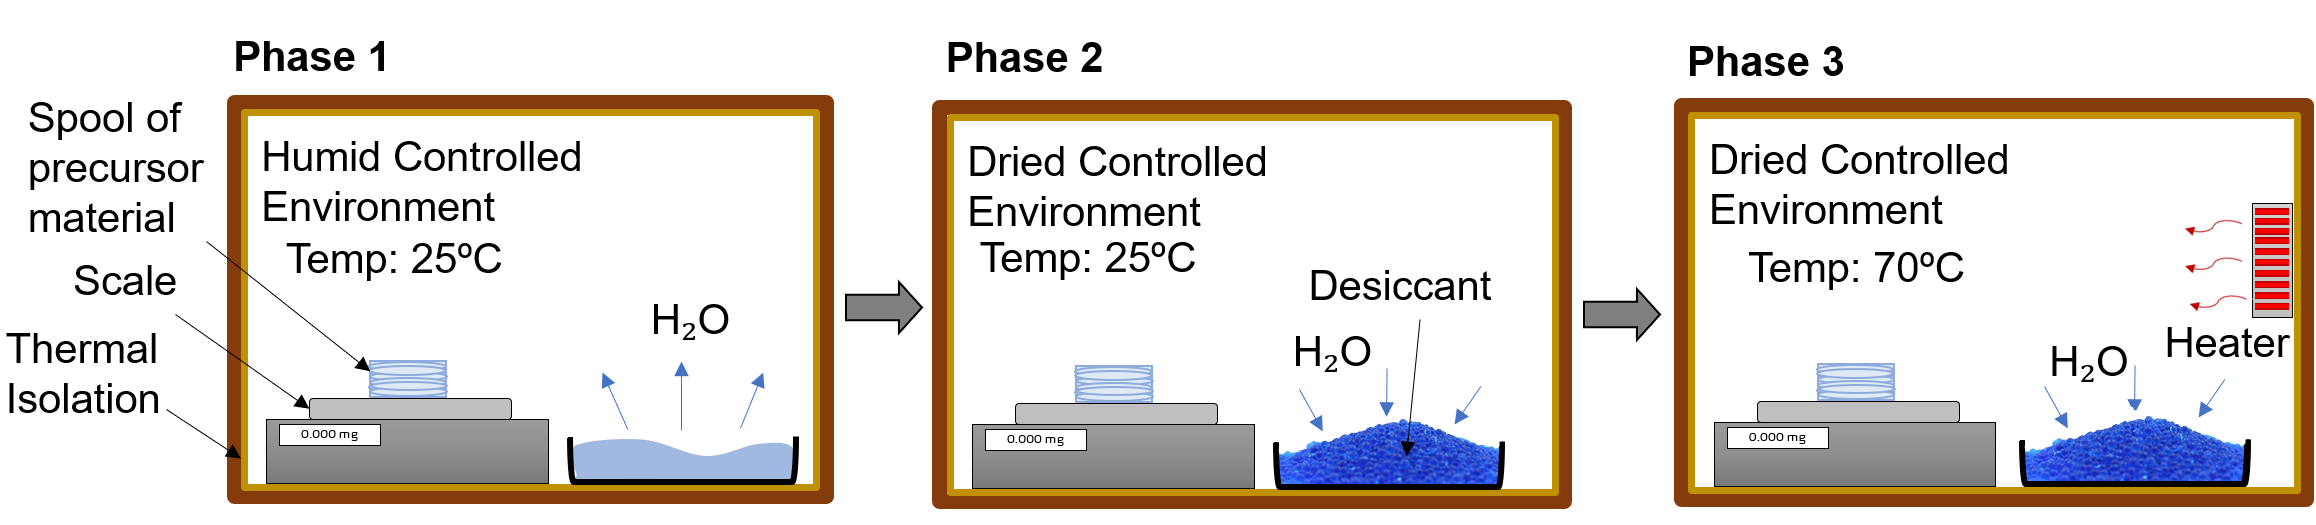 Phase 1
Spool of
precursor
material
Scale
Thermal
Isolation
Humid Controlled
Environment
Temp: 25ºC
H₂O
0.000 mg
Phase 2
Dried Controlled
Environment
Temp: 25ºC
Desiccant
H₂O
0.000 mg
Phase 3
Dried Controlled
Environment
Temp: 70ºC
Heater
H₂O
0.000 mg